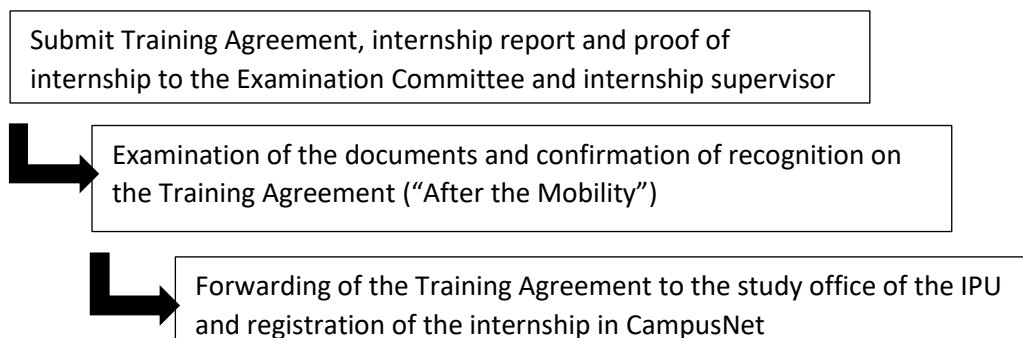 Submit Training Agreement, internship report and proof of
internship to the Examination Committee and internship supervisor
Examination of the documents and confirmation of recognition on
the Training Agreement (“After the Mobility”)
Forwarding of the Training Agreement to the study office of the IPU
and registration of the internship in CampusNet